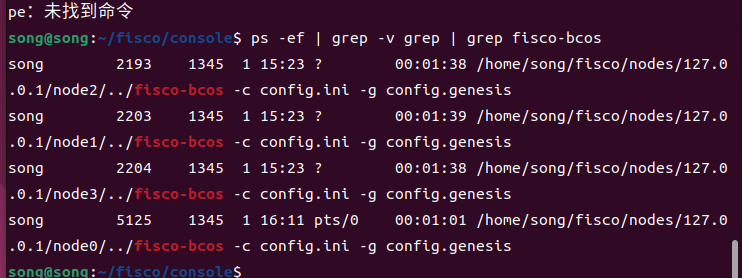 pe：未找到命令
song@song:~/fisco/console$ ps -ef | grep -v grep | grep fisco-bcos
song        2193    1345  1 15:23 ?        00:01:38 /home/song/fisco/nodes/127.0
.0.1/node2/../fisco-bcos -c config.ini -g config.genesis
song        2203    1345  1 15:23 ?        00:01:39 /home/song/fisco/nodes/127.0
.0.1/node1/../fisco-bcos -c config.ini -g config.genesis
song        2204    1345  1 15:23 ?        00:01:38 /home/song/fisco/nodes/127.0
.0.1/node3/../fisco-bcos -c config.ini -g config.genesis
song        5125    1345  1 16:11 pts/0    00:01:01 /home/song/fisco/nodes/127.0
.0.1/node0/../fisco-bcos -c config.ini -g config.genesis
song@song:~/fisco/console$